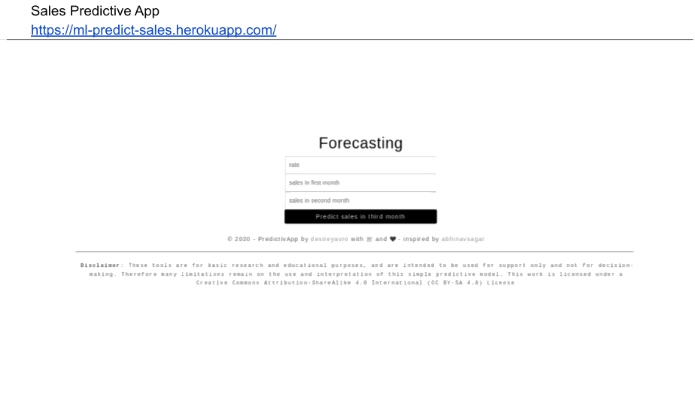 Sales Predictive App
https://ml-predict-sales.herokuapp.com/
Forecasting
rate
sales in first month
sales in second month
Predict sales in third month
© 2020 - PredictivApp by desireyavro with and ♥ - inspired by abhinavsagar
Disclaimer: These tools are for basic research and educational purposes, and are intended to be used for support only and not for decision-
making. Therefore many limitations remain on the use and interpretation of this simple predictive model. This work is licensed under a
Creative Commons Attribution-ShareAlike 4.0 International (CC BY-SA 4.0) License